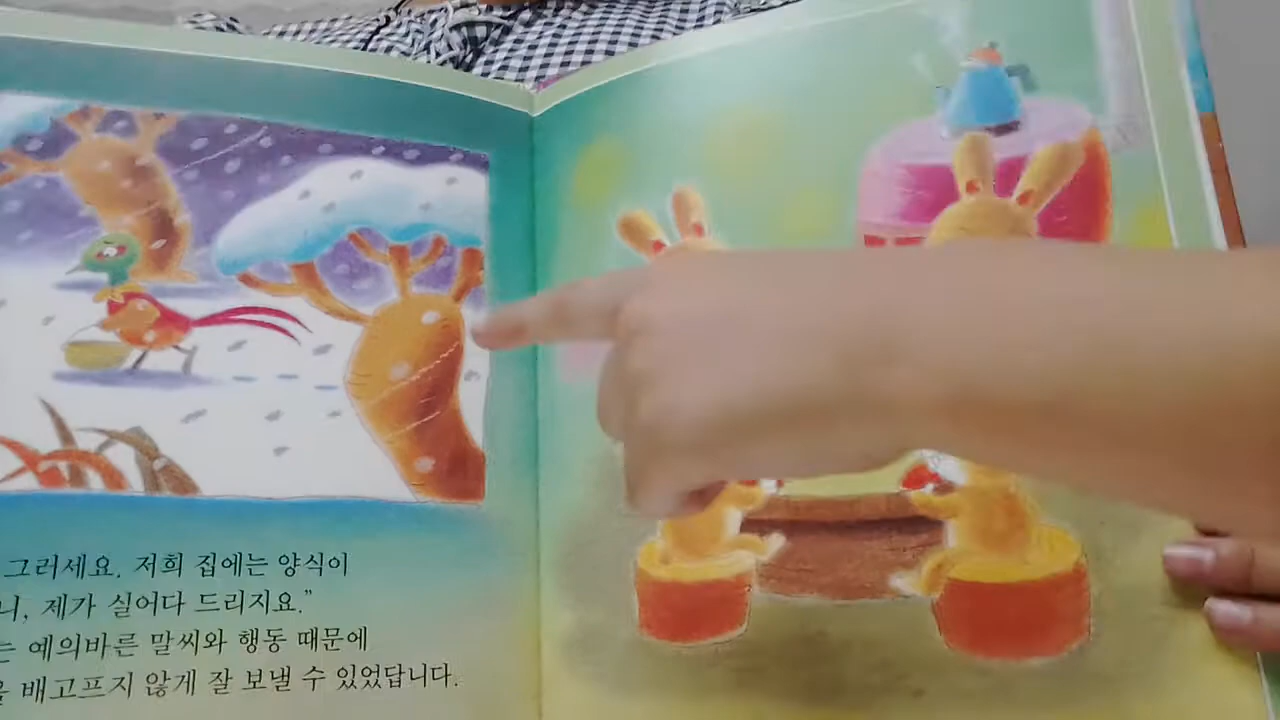 그러세요. 저희 집에는 양식이
니, 제가 실어다 드리지요."
는 예의바른 말씨와 행동 때문에
을 배고프지 않게 잘 보낼 수 있었답니다.